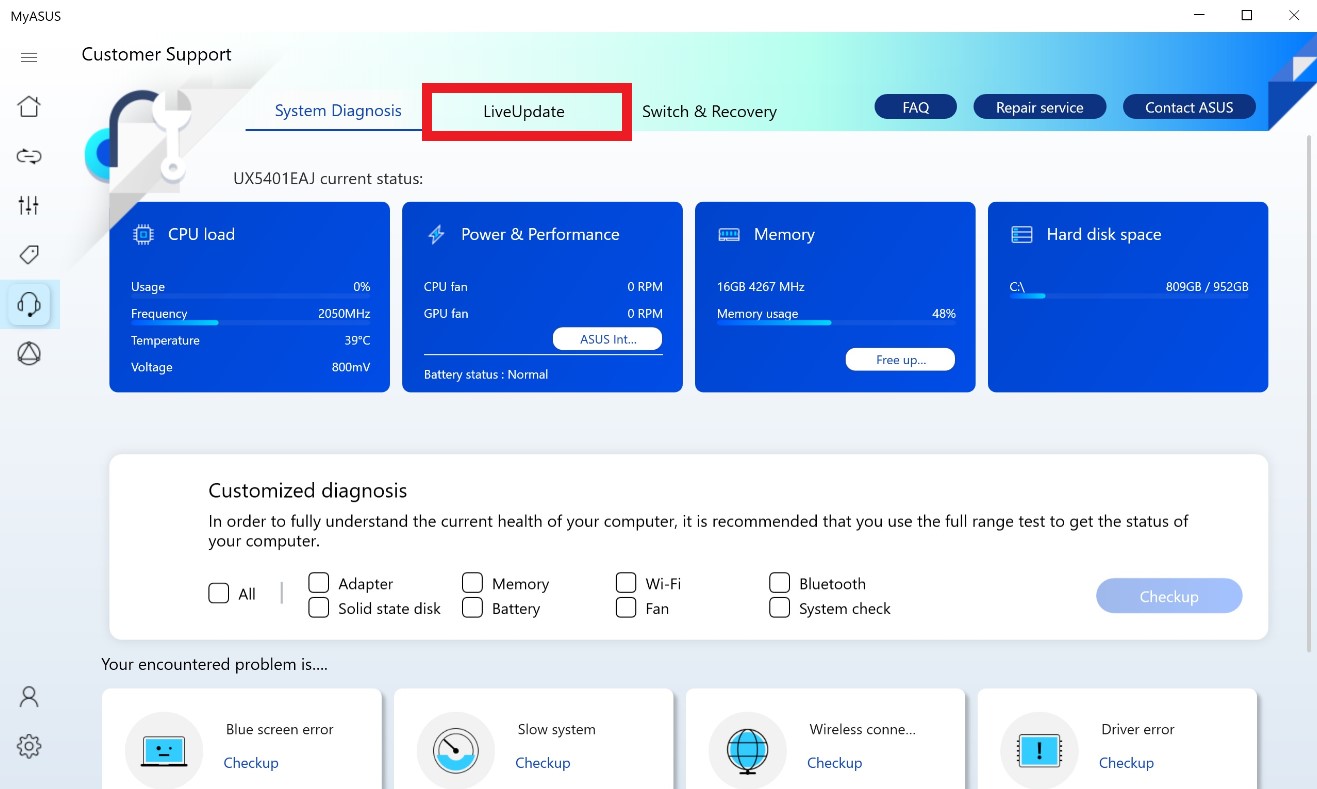 MyASUS
Customer Support
System Diagnosis
LiveUpdate
Switch & Recovery
FAQ
Repair service
Contact ASUS
UX5401EAJ current status:
CPU load
Usage 0%
Frequency 2050MHz
Temperature 39°C
Voltage 800mV
Power & Performance
CPU fan 0 RPM
GPU fan 0 RPM
ASUS Int...
Battery status : Normal
Memory
16GB 4267 MHz
Memory usage 48%
Free up...
Hard disk space
C:\ 809GB / 952GB
Customized diagnosis
In order to fully understand the current health of your computer, it is recommended that you use the full range test to get the status of
your computer.
All
Adapter
Memory
Wi-Fi
Bluetooth
Solid state disk
Battery
Fan
System check
Checkup
Your encountered problem is....
Blue screen error
Checkup
Slow system
Checkup
Wireless conne...
Checkup
Driver error
Checkup